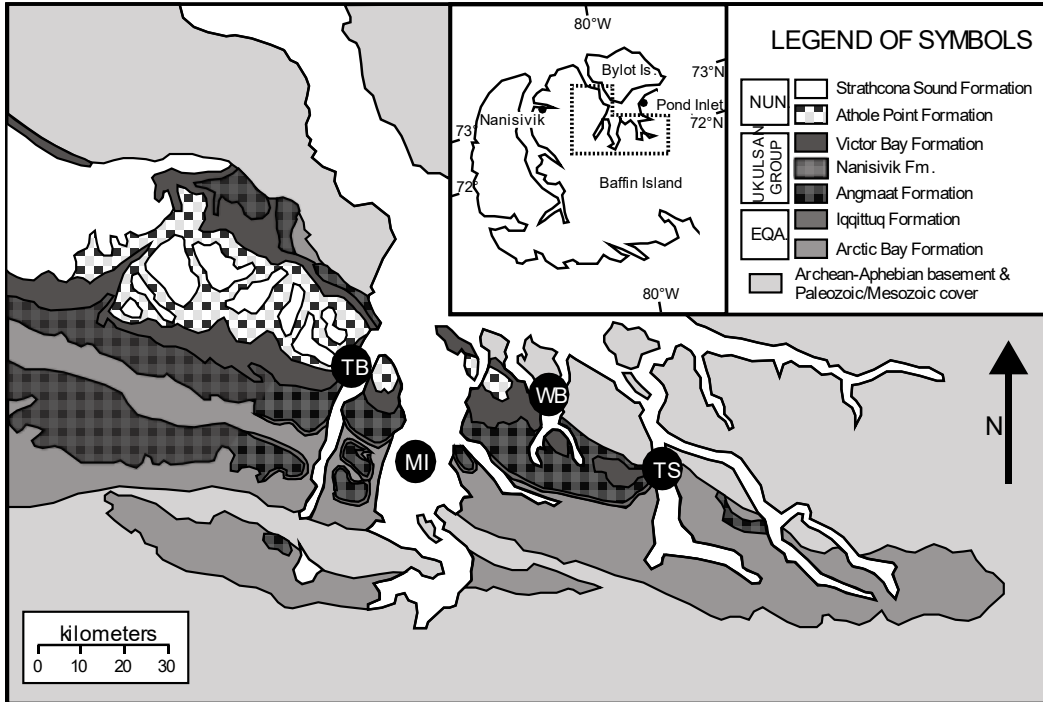 80°W
73°N
Bylot Is.
Pond Inlet
72°N
Nanisivik
73°
72°
Baffin Island
80°W
LEGEND OF SYMBOLS
NUN.
Strathcona Sound Formation
Athole Point Formation
UKULSAN
GROUP
Victor Bay Formation
Nanisivik Fm.
Angmaat Formation
EQA.
Iqqittuq Formation
Arctic Bay Formation
Archean-Aphebian basement &
Paleozoic/Mesozoic cover
TB
WB
MI
TS
N
kilometers
0 10 20 30